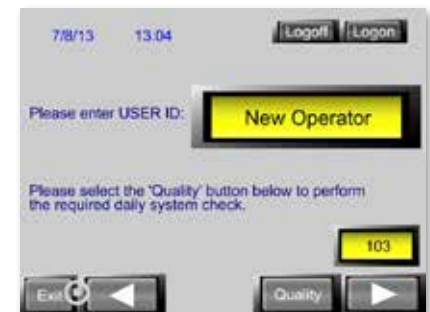 7/8/13 13.04 Logoff Logon
Please enter USER ID: New Operator
Please select the 'Quality' button below to perform
the required daily system check.
103
Exit Quality